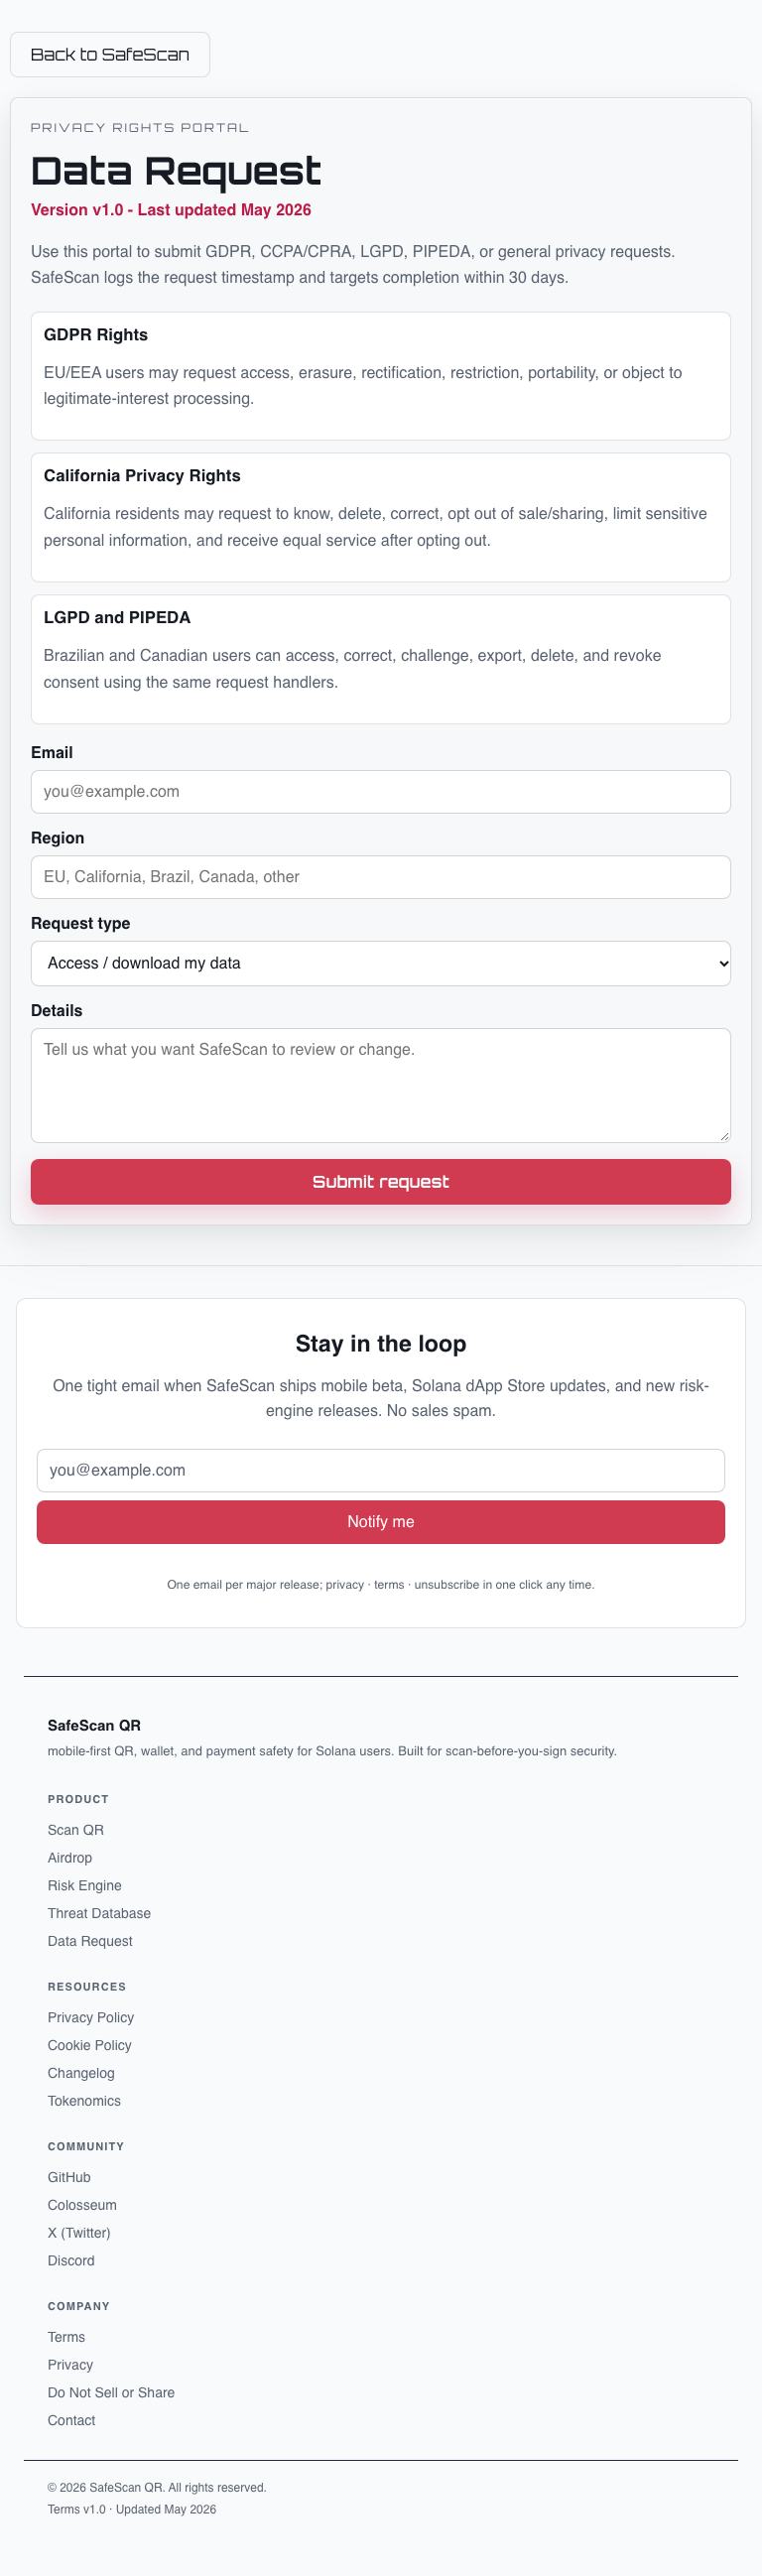 Back to SafeScan
PRIVACY RIGHTS PORTAL
Data Request
Version v1.0 - Last updated May 2026
Use this portal to submit GDPR, CCPA/CPRA, LGPD, PIPEDA, or general privacy requests.
SafeScan logs the request timestamp and targets completion within 30 days.
GDPR Rights
EU/EEA users may request access, erasure, rectification, restriction, portability, or object to
legitimate-interest processing.
California Privacy Rights
California residents may request to know, delete, correct, opt out of sale/sharing, limit sensitive
personal information, and receive equal service after opting out.
LGPD and PIPEDA
Brazilian and Canadian users can access, correct, challenge, export, delete, and revoke
consent using the same request handlers.
Email
you@example.com
Region
EU, California, Brazil, Canada, other
Request type
Access / download my data
Details
Tell us what you want SafeScan to review or change.
Submit request
Stay in the loop
One tight email when SafeScan ships mobile beta, Solana dApp Store updates, and new risk-
engine releases. No sales spam.
you@example.com
Notify me
One email per major release; privacy · terms · unsubscribe in one click any time.
SafeScan QR
mobile-first QR, wallet, and payment safety for Solana users. Built for scan-before-you-sign security.
PRODUCT
Scan QR
Airdrop
Risk Engine
Threat Database
Data Request
RESOURCES
Privacy Policy
Cookie Policy
Changelog
Tokenomics
COMMUNITY
GitHub
Colosseum
X (Twitter)
Discord
COMPANY
Terms
Privacy
Do Not Sell or Share
Contact
© 2026 SafeScan QR. All rights reserved.
Terms v1.0 · Updated May 2026